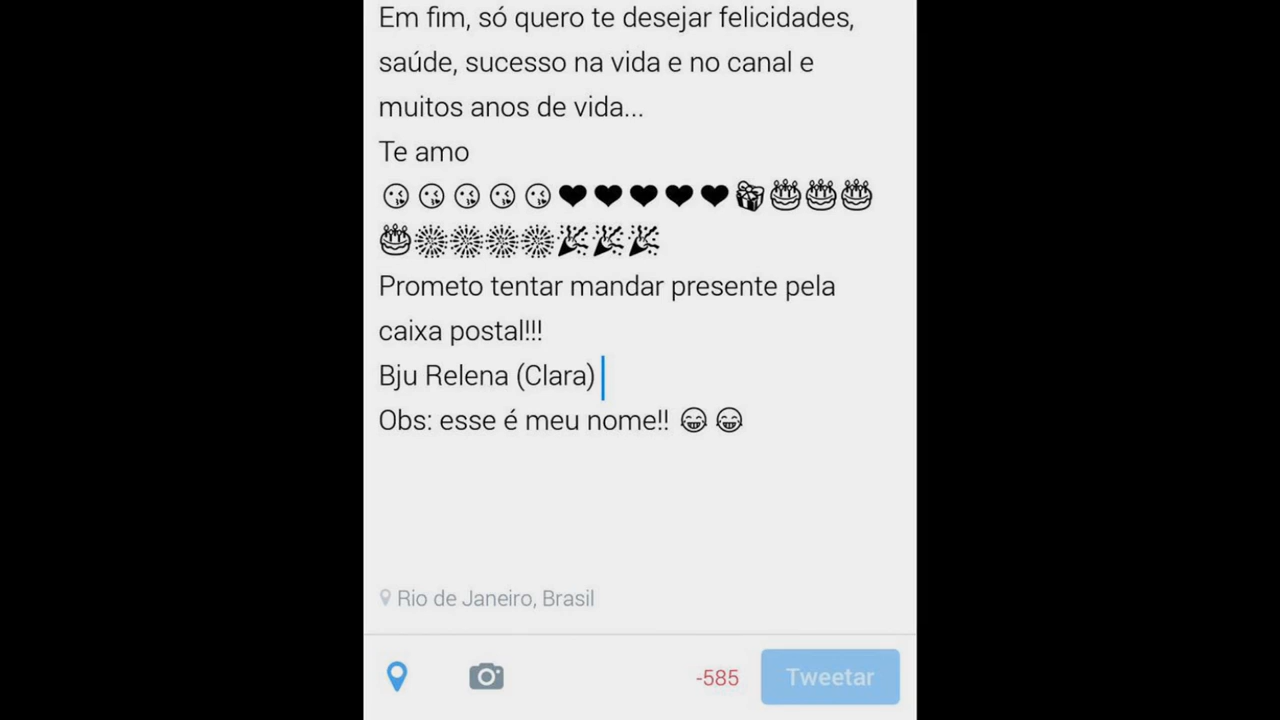 Em fim, só quero te desejar felicidades,
saúde, sucesso na vida e no canal e
muitos anos de vida...
Te amo
😘😘😘😘😘❤❤❤❤❤🎁🎂🎂🎂
🎂🎆🎆🎆🎆🎉🎉🎉
Prometo tentar mandar presente pela
caixa postal!!!
Bju Relena (Clara)
Obs: esse é meu nome!! 😂😂
Rio de Janeiro, Brasil
-585 Tweetar